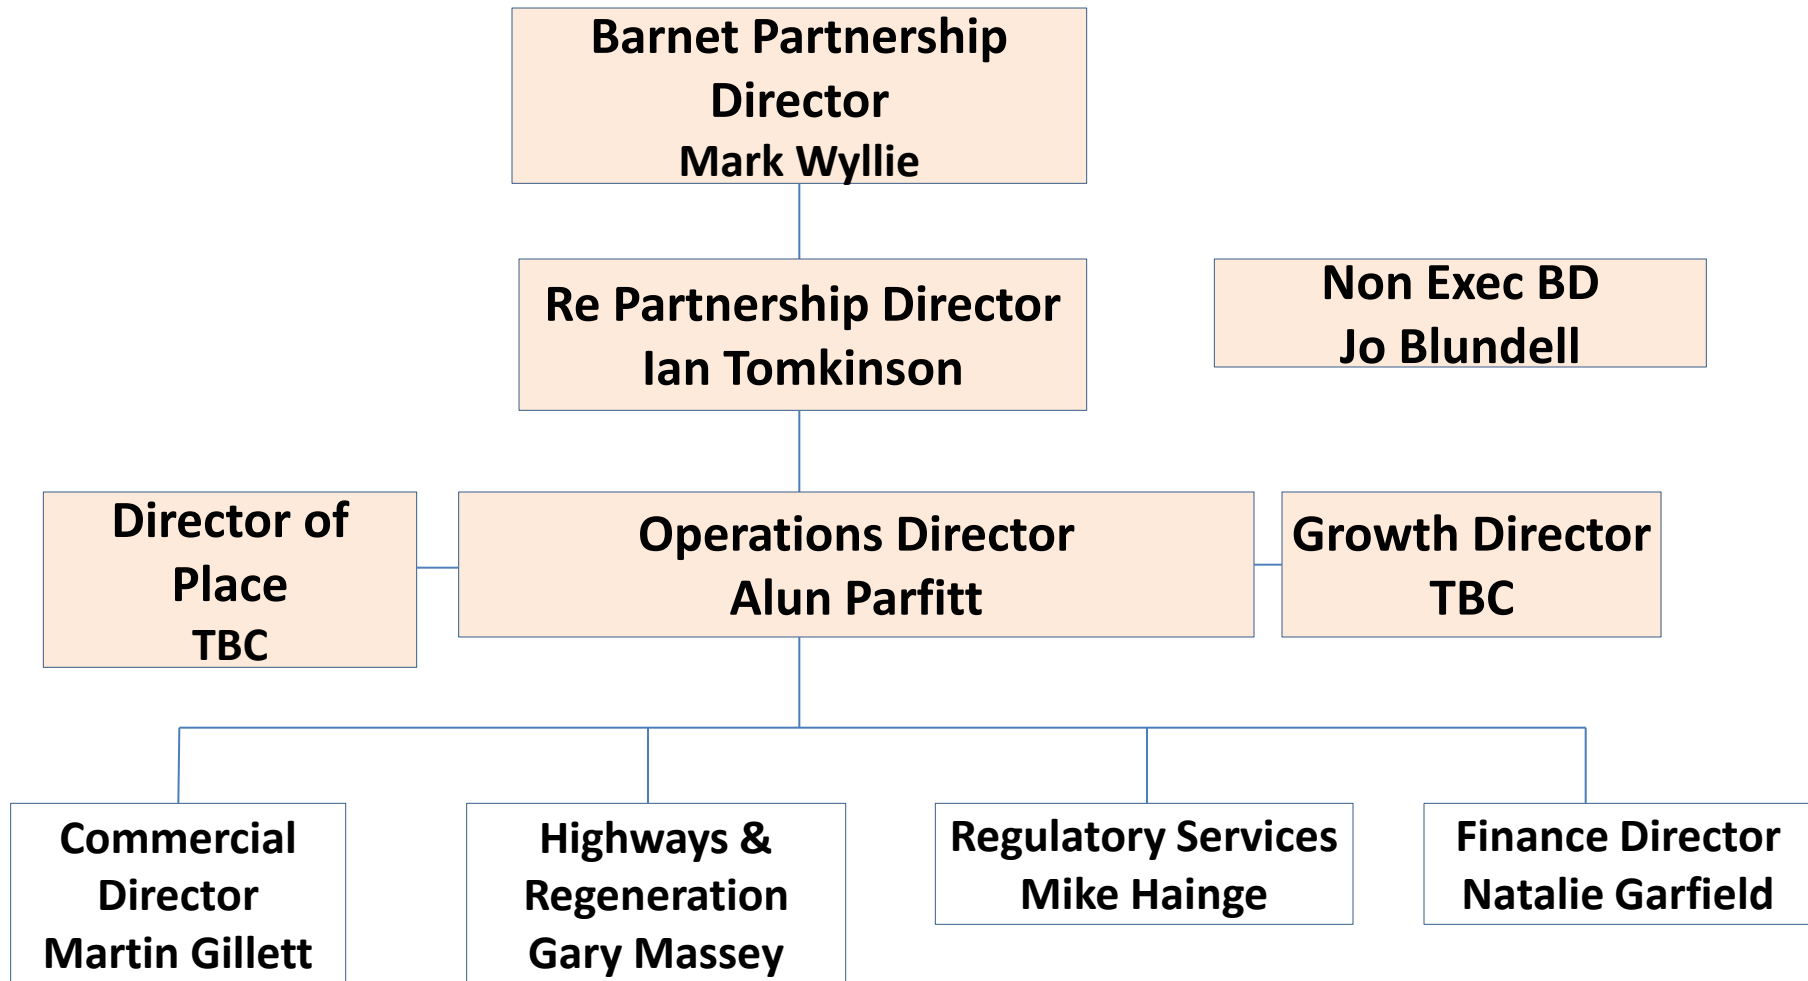 Barnet Partnership
Director
Mark Wyllie
Re Partnership Director
Ian Tomkinson
Non Exec BD
Jo Blundell
Director of
Place
TBC
Operations Director
Alun Parfitt
Growth Director
TBC
Commercial
Director
Martin Gillett
Highways &
Regeneration
Gary Massey
Regulatory Services
Mike Hainge
Finance Director
Natalie Garfield